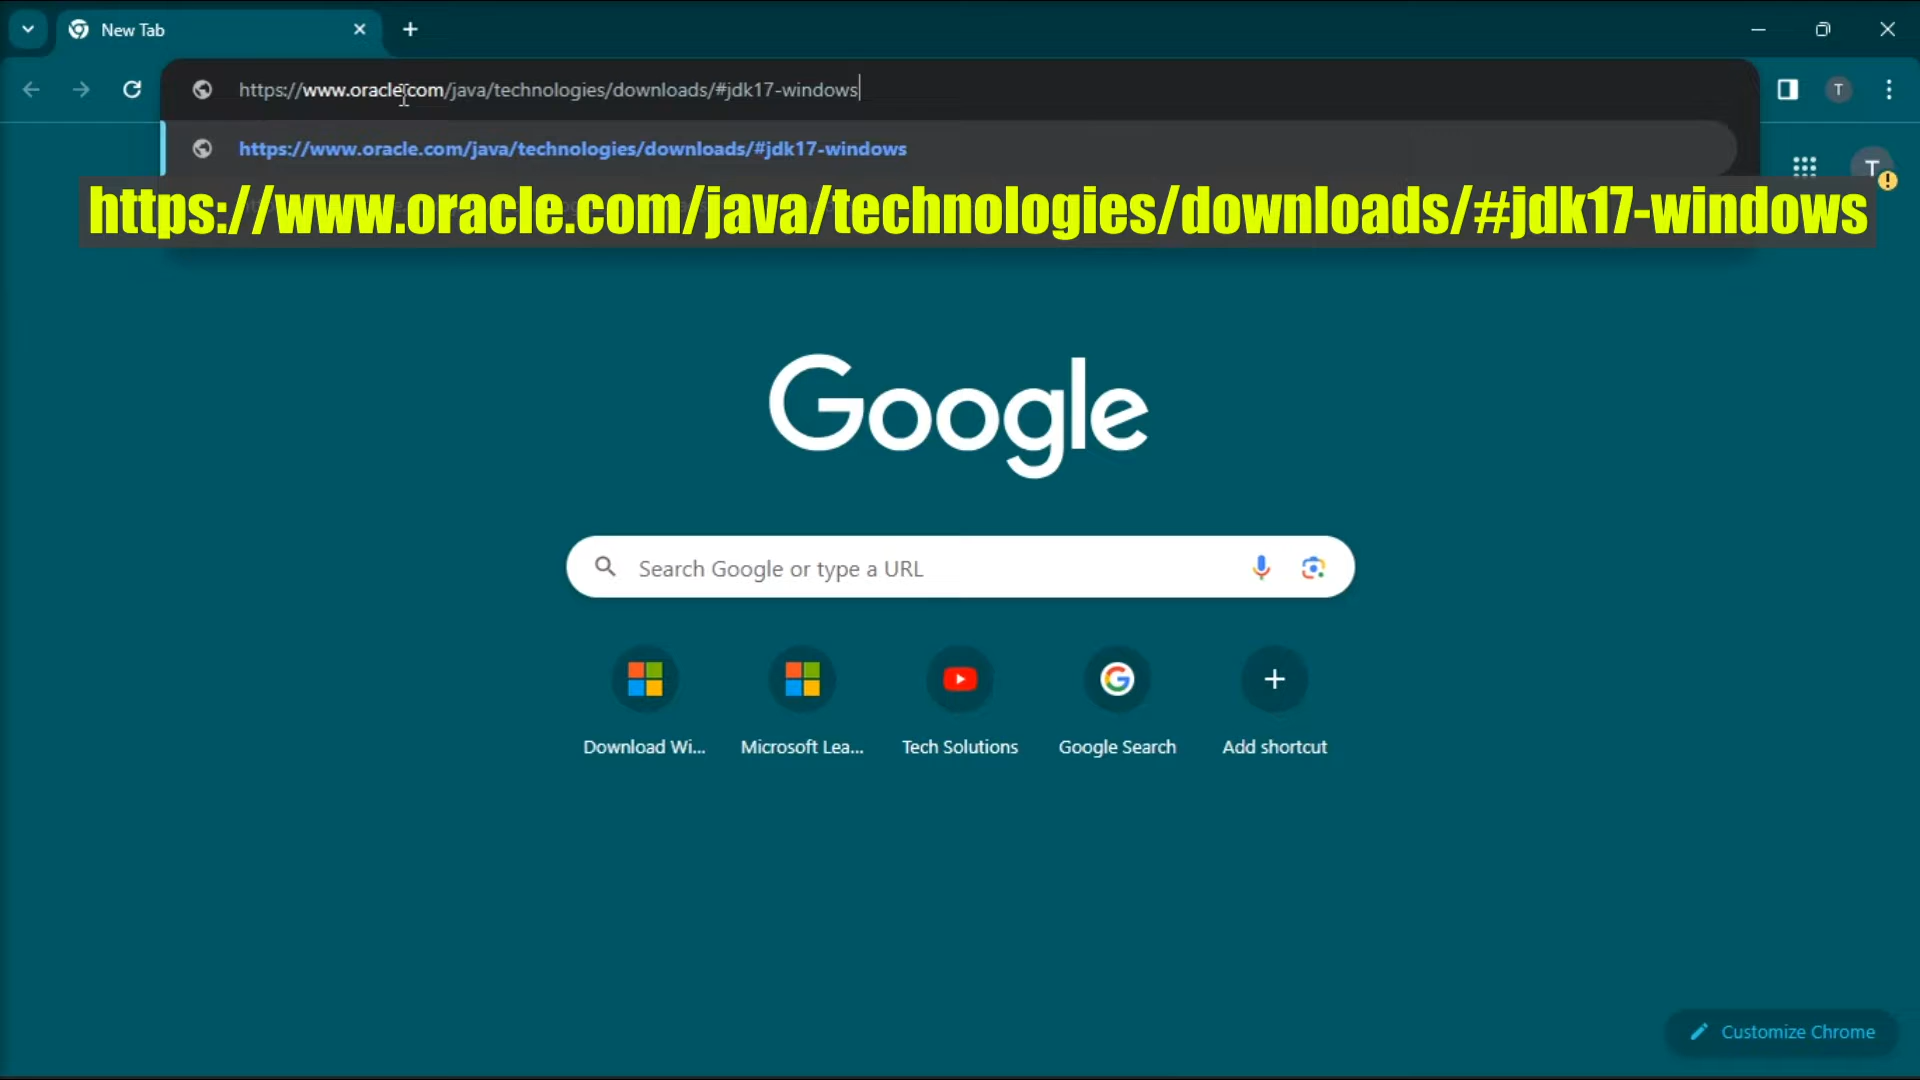 New Tab
https://www.oracle.com/java/technologies/downloads/#jdk17-windows
T
https://www.oracle.com/java/technologies/downloads/#jdk17-windows
T
https://www.oracle.com/java/technologies/downloads/#jdk17-windows
Google
Search Google or type a URL
Download Wi...
Microsoft Lea...
Tech Solutions
Google Search
Add shortcut
Customize Chrome